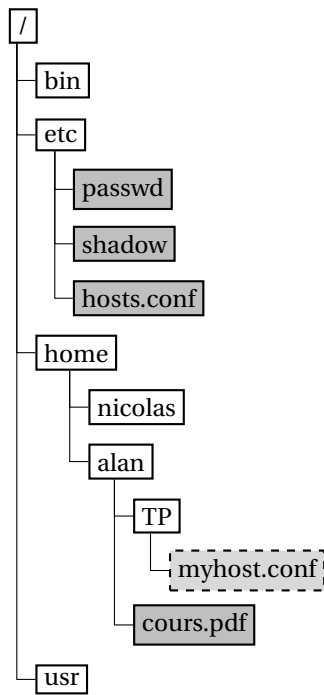 /
bin
etc
passwd
shadow
hosts.conf
home
nicolas
alan
TP
myhost.conf
cours.pdf
usr